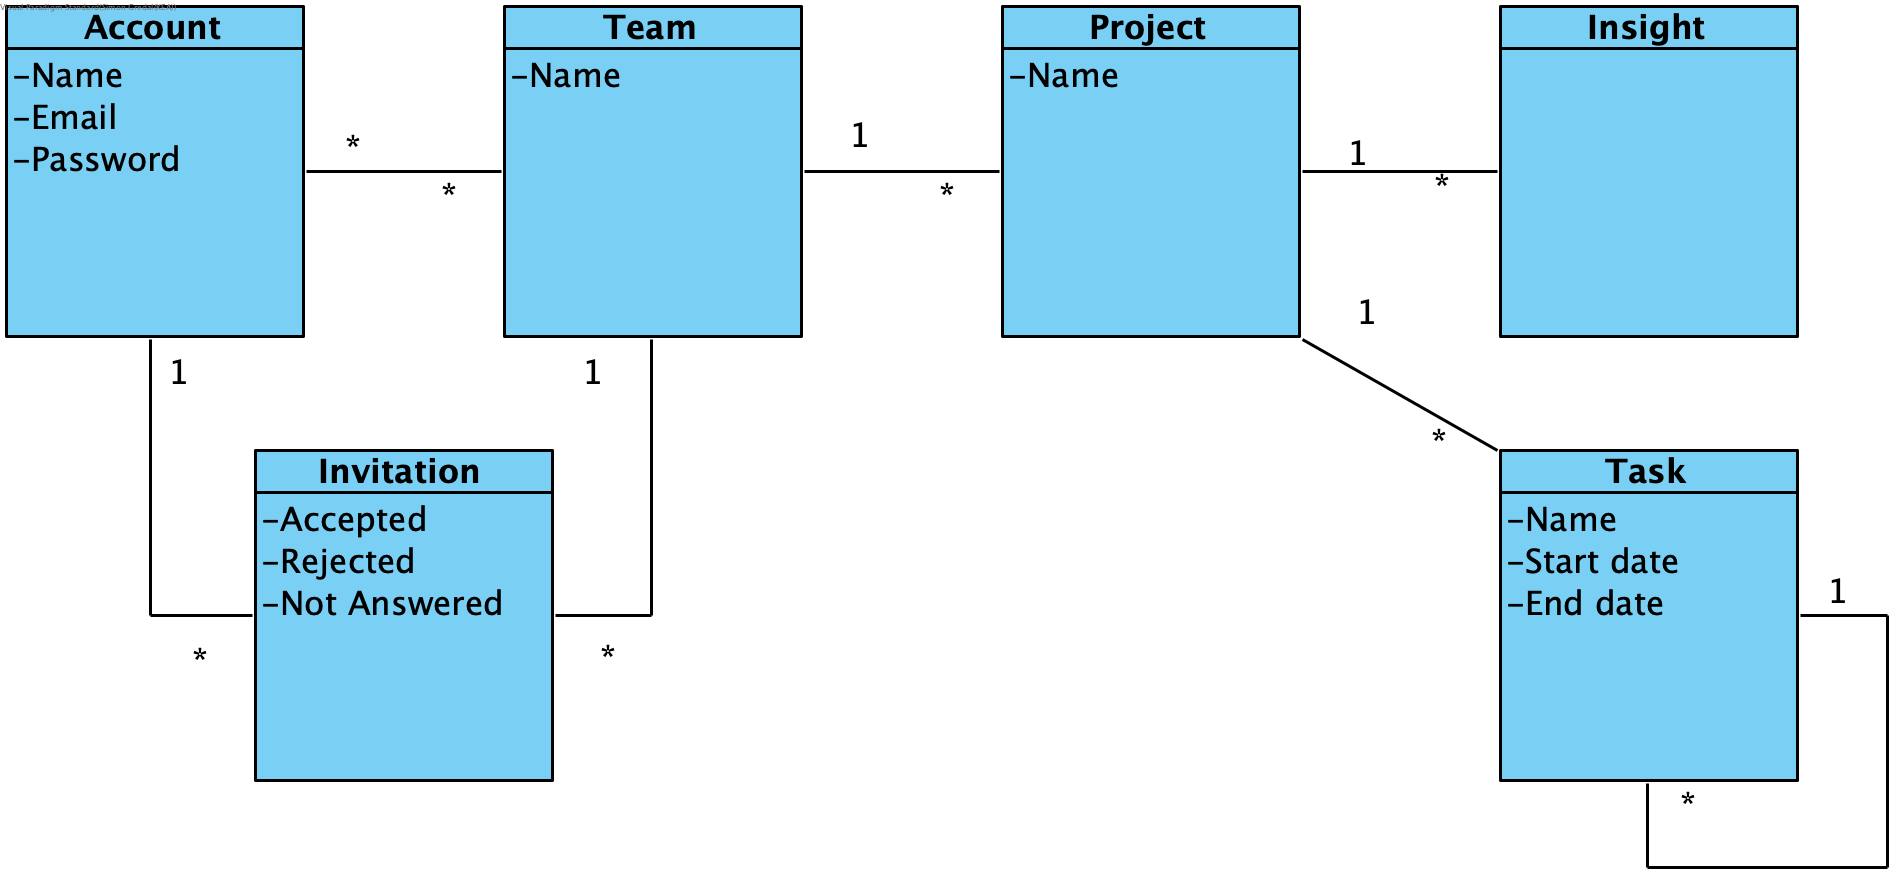 Account
-Name
-Email
-Password
Team
-Name
Project
-Name
Insight
*
*
1
*
1
*
1
*
1
1
Invitation
-Accepted
-Rejected
-Not Answered
*
*
Task
-Name
-Start date
-End date
1
*